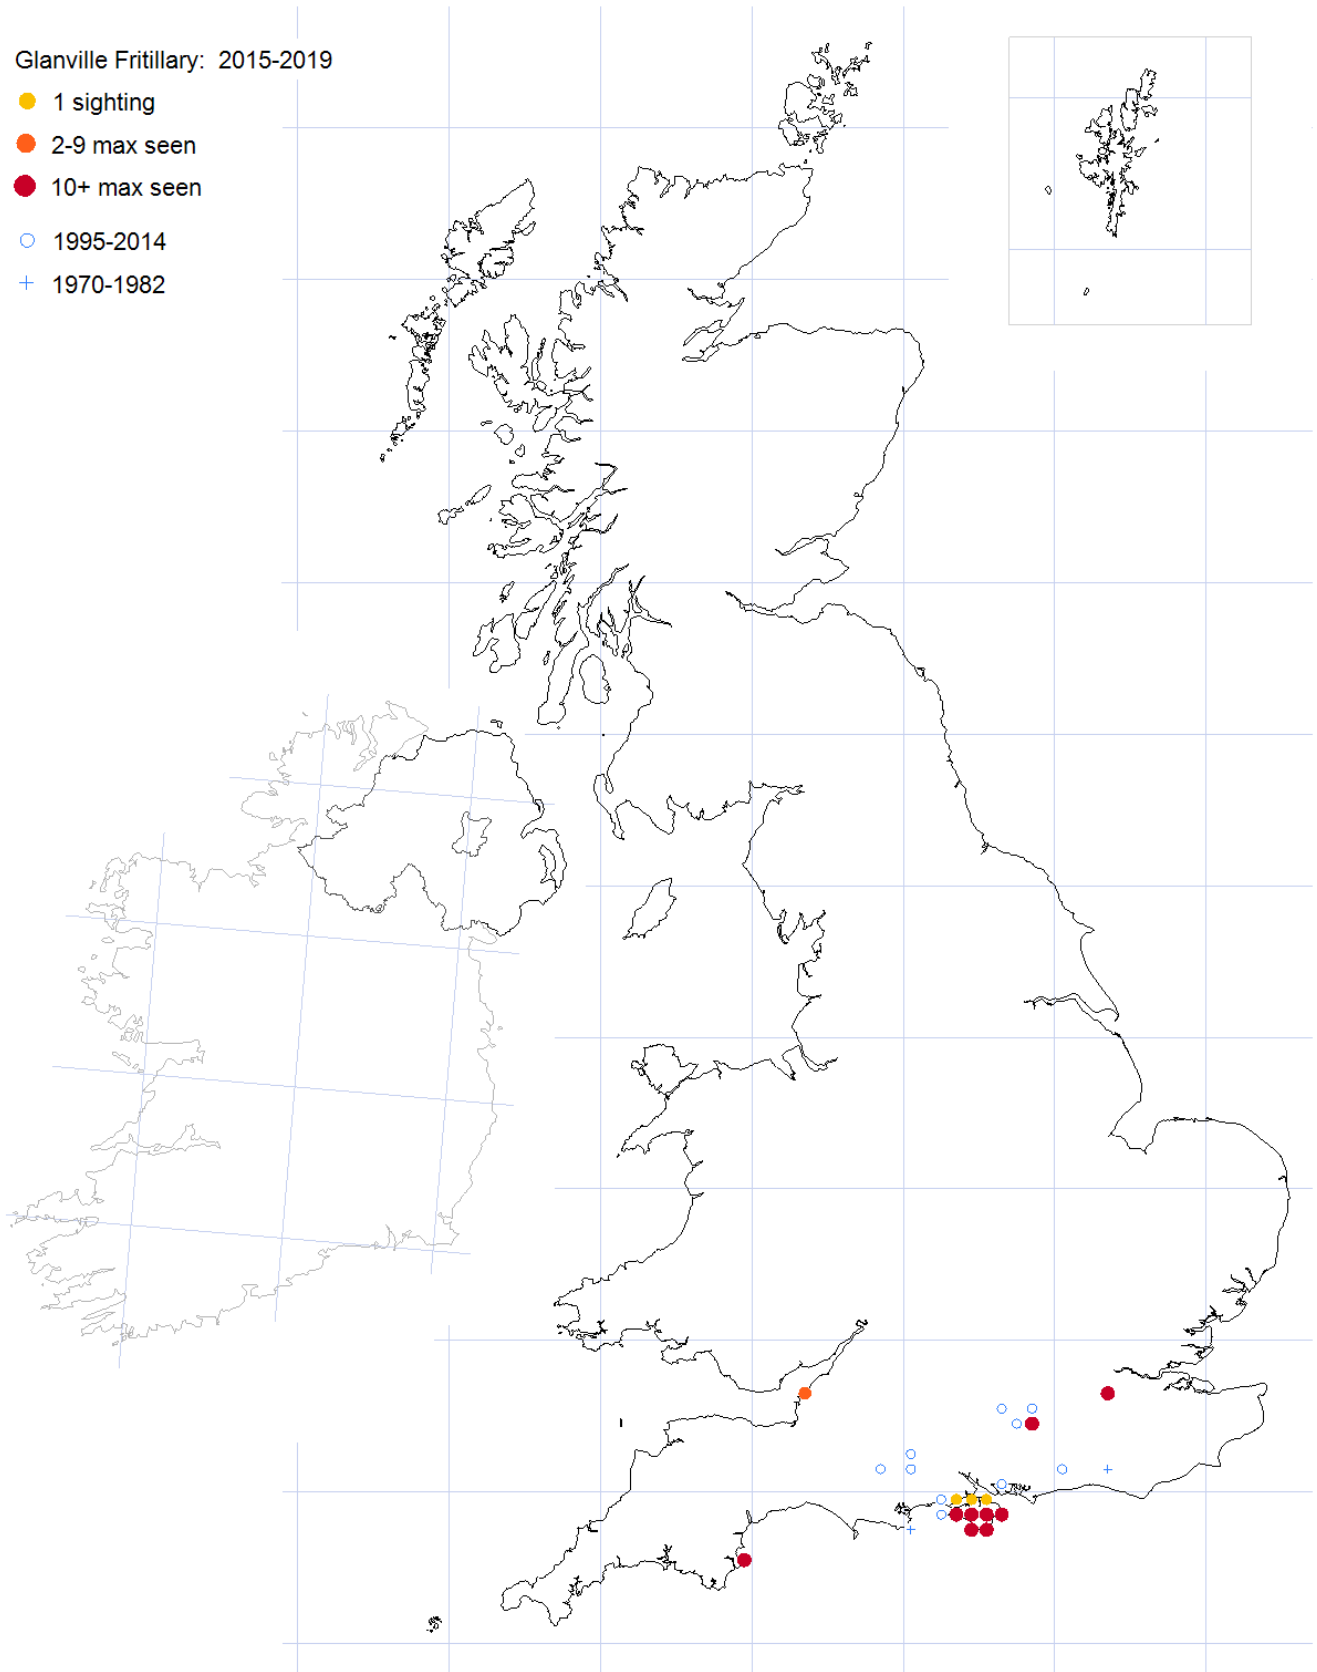 Glanville Fritillary: 2015-2019
1 sighting
2-9 max seen
10+ max seen
1995-2014
1970-1982